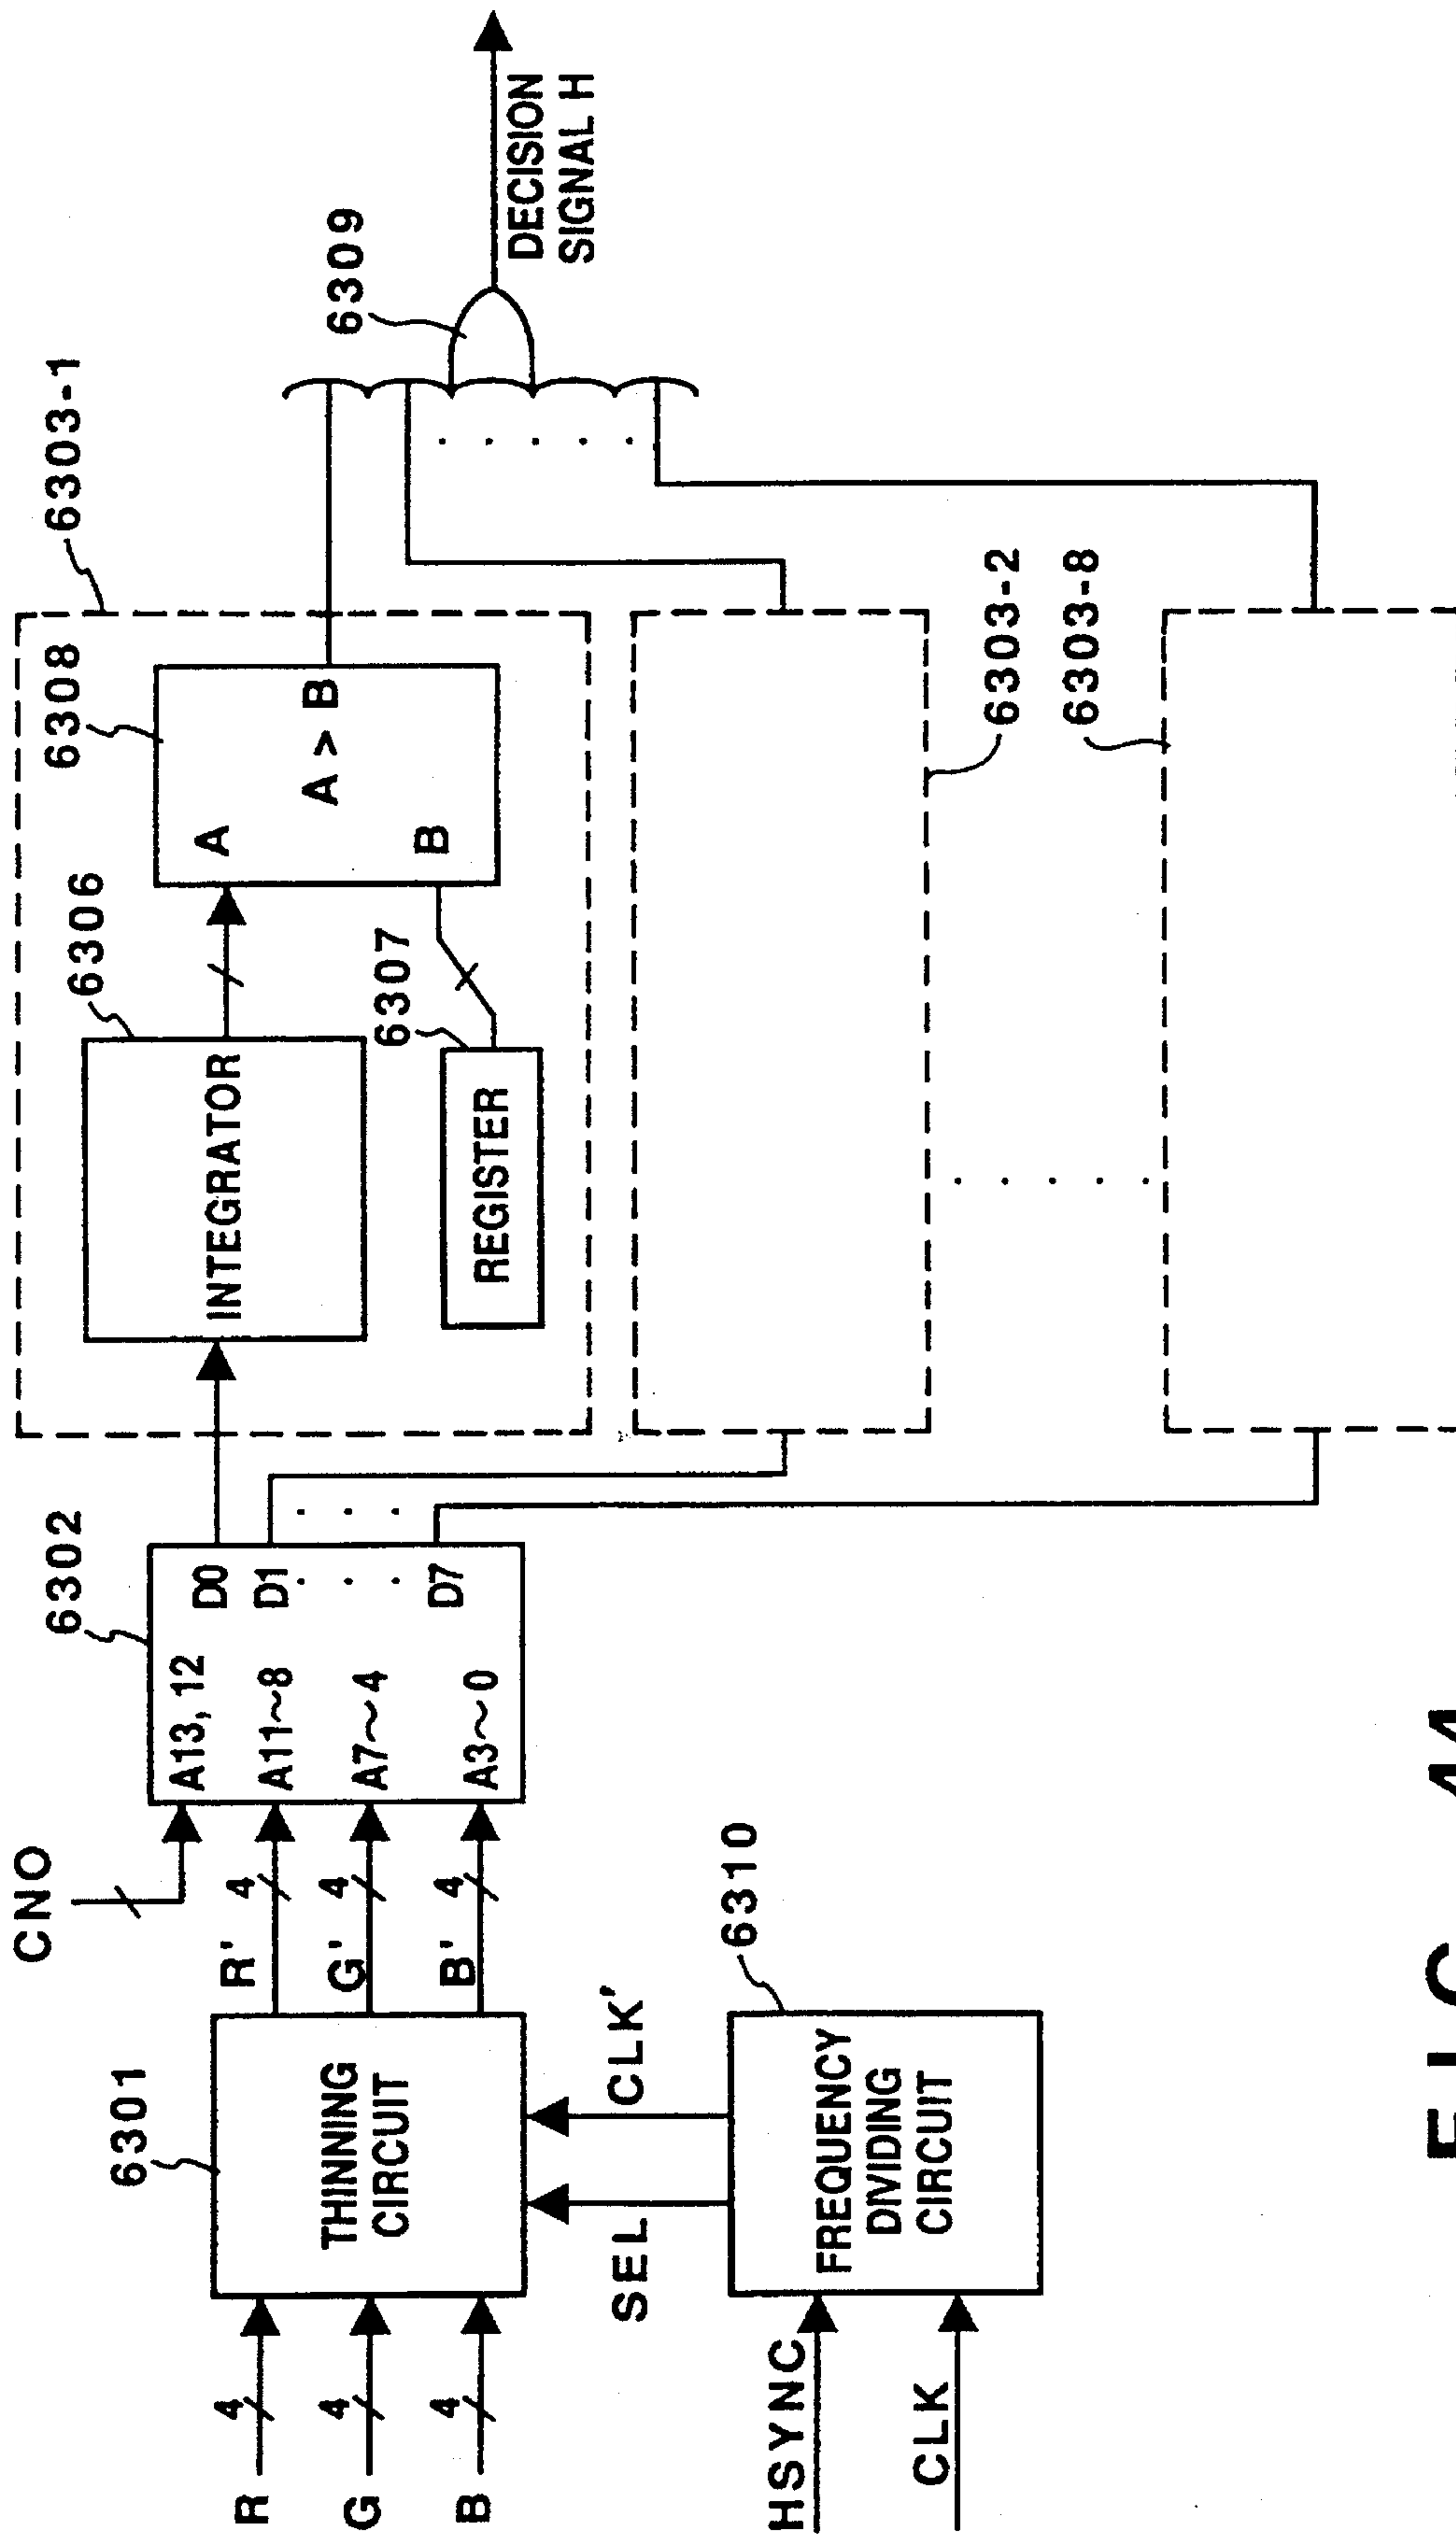 R
4
G
4
B
4
6301
THINNING
CIRCUIT
R'
4
G'
4
B'
4
CNO
6302
A13, 12
A11~8
A7~4
A3~0
D0
D1
. . .
D7
. . .
HSYNC
CLK
SEL
CLK'
FREQUENCY
DIVIDING
CIRCUIT
6310
INTEGRATOR
6306
REGISTER
6307
A
B
A > B
6308
6303-1
6303-2
6303-8
. . . . .
. . . . .
6309
DECISION
SIGNAL H